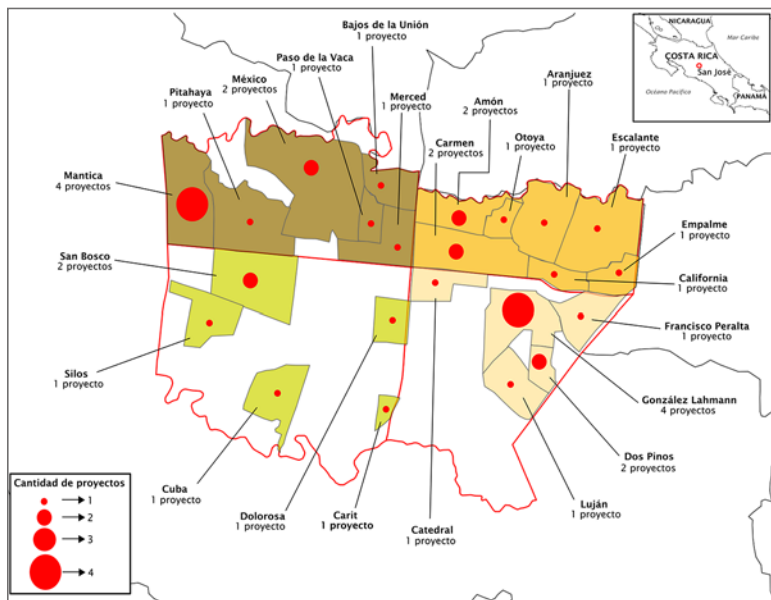 Bajos de la Unión
1 proyecto
Paso de la Vaca
1 proyecto
México
2 proyectos
Pitahaya
1 proyecto
Merced
1 proyecto
Mantica
4 proyectos
San Bosco
2 proyectos
Amón
2 proyectos
Carmen
2 proyectos
Otoya
1 proyecto
Aranjuez
1 proyecto
Escalante
1 proyecto
Empalme
1 proyecto
California
1 proyecto
Francisco Peralta
1 proyecto
González Lahmann
4 proyectos
Dos Pinos
2 proyectos
Luján
1 proyecto
Catedral
1 proyecto
Carit
1 proyecto
Dolorosa
1 proyecto
Cuba
1 proyecto
Silos
1 proyecto
NICARAGUA
Mar Caribe
COSTA RICA
San José
Océano Pacífico
PANAMÁ
Cantidad de proyectos
1
2
3
4